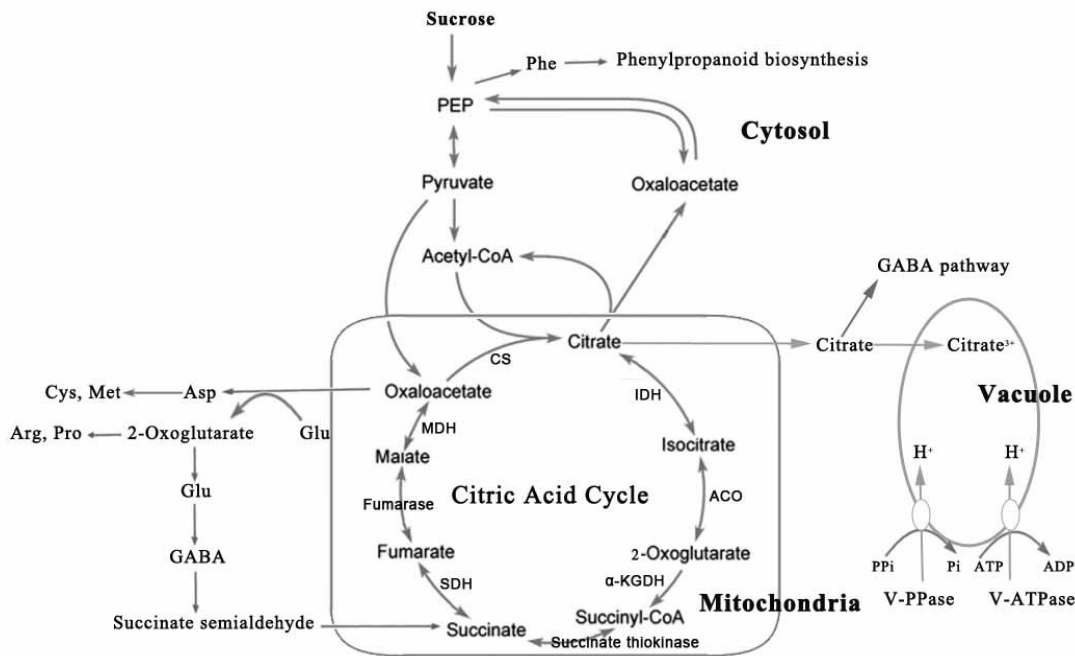 Sucrose
Phe
Phenylpropanoid biosynthesis
PEP
Cytosol
Pyruvate
Oxaloacetate
Acetyl-CoA
GABA pathway
Citrate
Citrate
Citrate³⁺
CS
Cys, Met
Asp
Oxaloacetate
IDH
Vacuole
Arg, Pro
2-Oxoglutarate
Glu
MDH
Malate
Isocitrate
H⁺
H⁺
Glu
Fumarase
Citric Acid Cycle
ACO
GABA
Fumarate
2-Oxoglutarate
PPi
Pi
ATP
ADP
SDH
α-KGDH
Mitochondria
V-PPase
V-ATPase
Succinate semialdehyde
Succinate
Succinyl-CoA
Succinate thiokinase